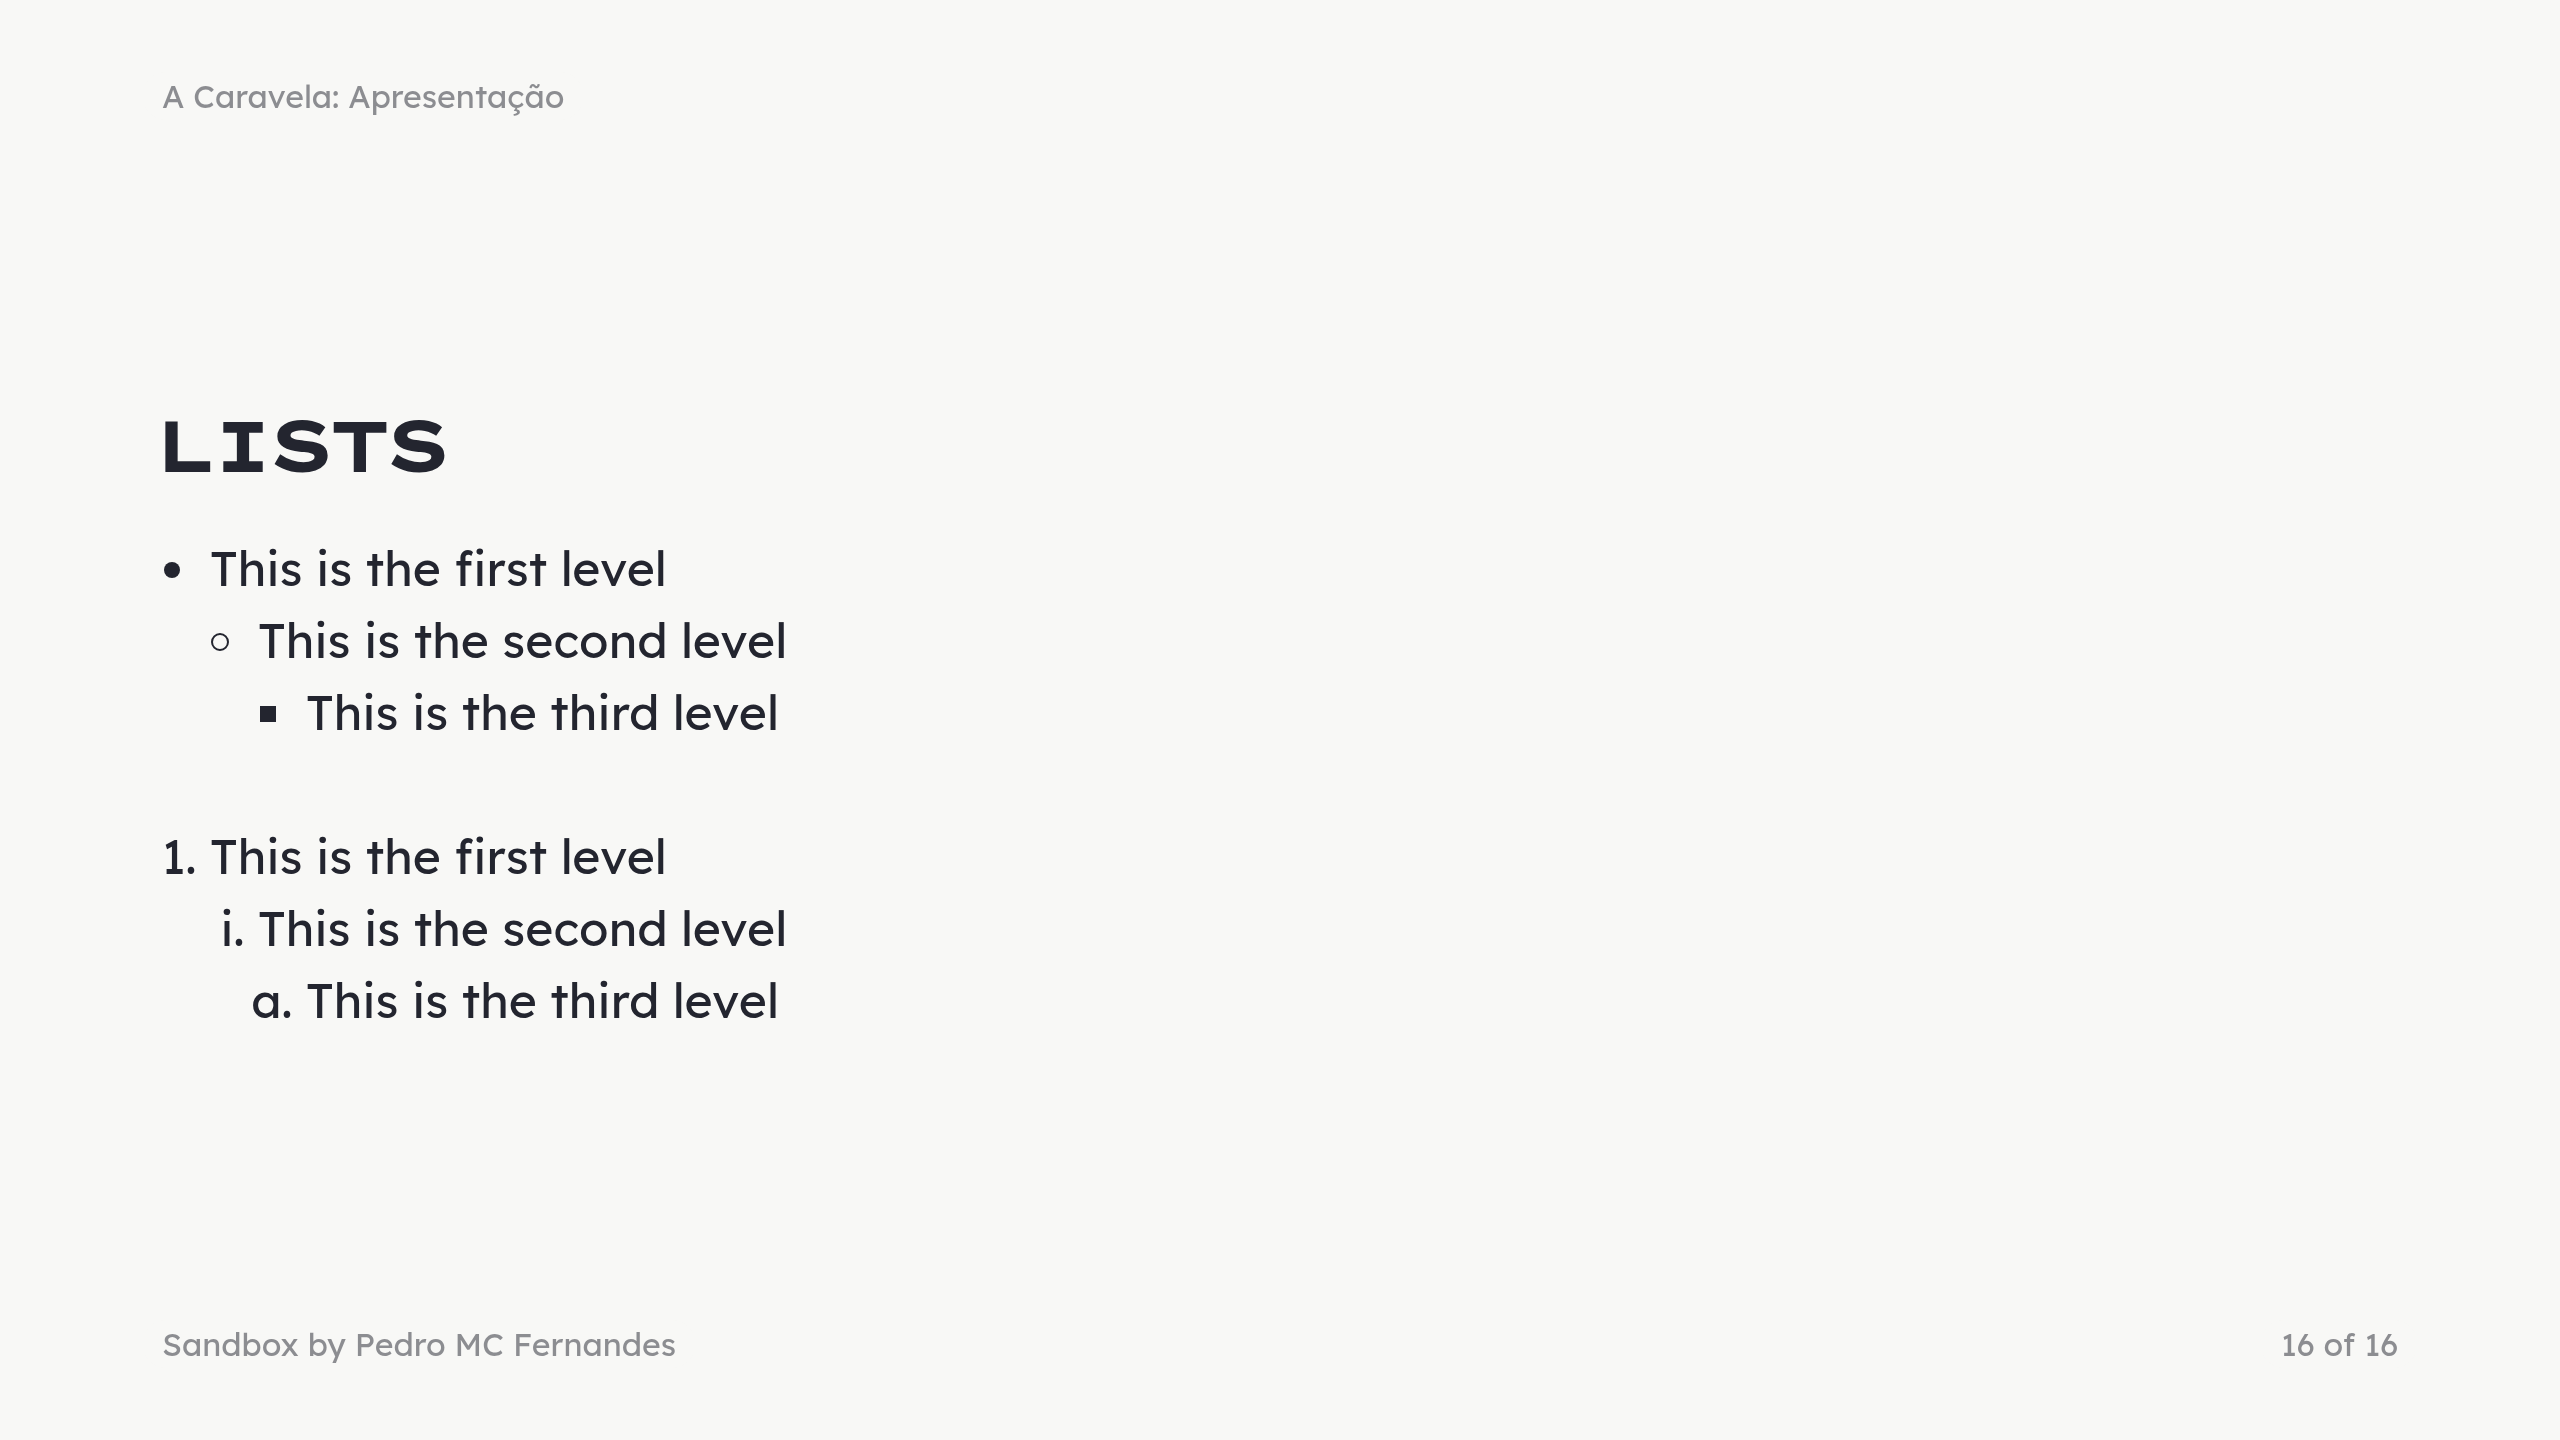 A Caravela: Apresentação
LISTS
• This is the first level
○ This is the second level
▪ This is the third level
1. This is the first level
i. This is the second level
a. This is the third level
Sandbox by Pedro MC Fernandes
16 of 16